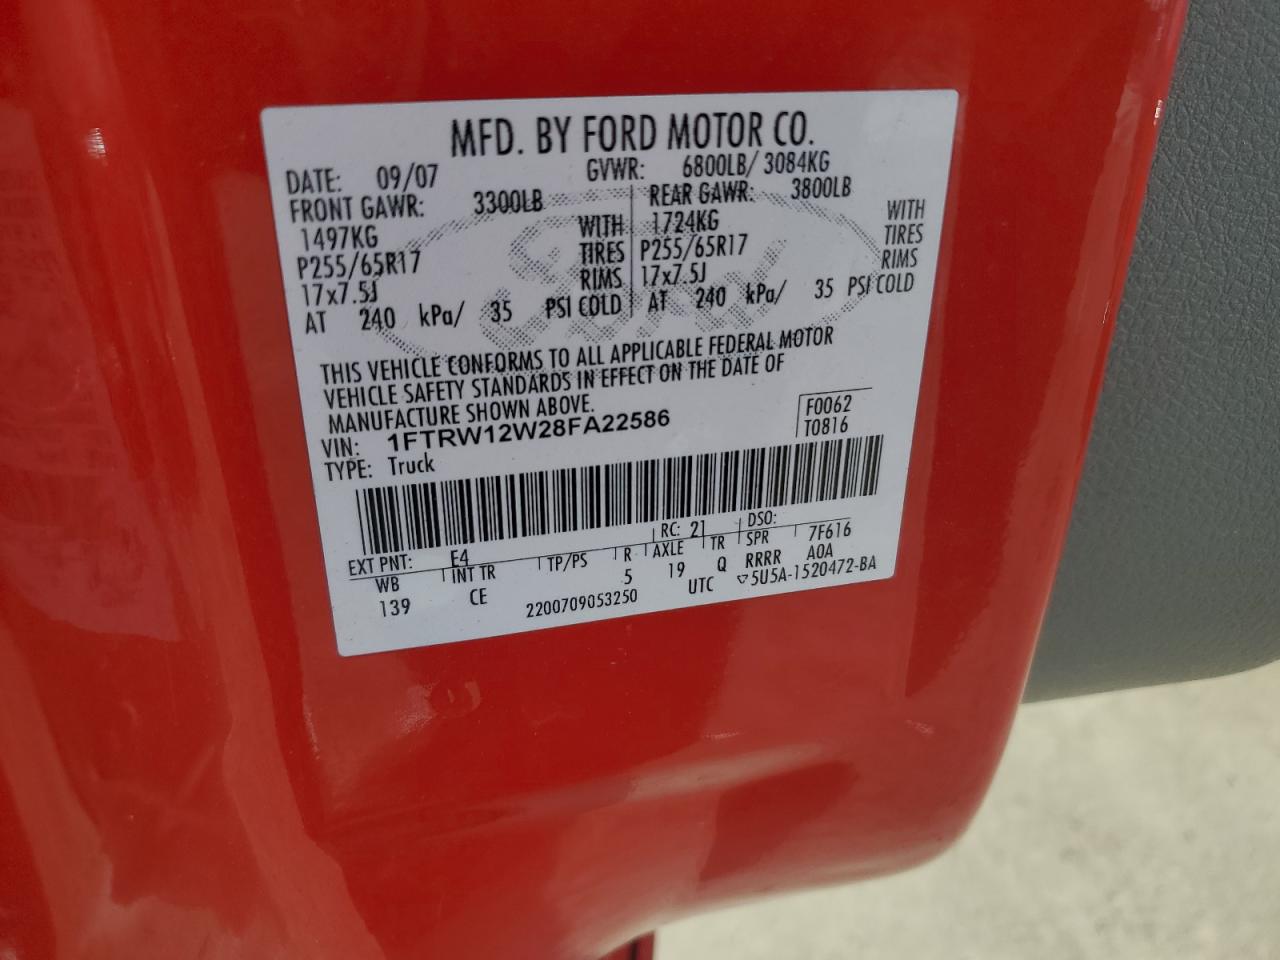 MFD. BY FORD MOTOR CO.
DATE: 09/07 GVWR: 6800LB/ 3084KG
FRONT GAWR: 3300LB REAR GAWR: 3800LB
1497KG WITH 1724KG WITH
P255/65R17 TIRES P255/65R17 TIRES
17x7.5J RIMS 17x7.5J RIMS
AT 240 kPa/ 35 PSI COLD AT 240 kPa/ 35 PSI COLD
Ford
THIS VEHICLE CONFORMS TO ALL APPLICABLE FEDERAL MOTOR
VEHICLE SAFETY STANDARDS IN EFFECT ON THE DATE OF
MANUFACTURE SHOWN ABOVE.
VIN: 1FTRW12W28FA22586 F0062
TYPE: Truck T0816
EXT PNT: E4 RC: 21 DSO:
WB INT TR TP/PS R AXLE TR SPR 7F616
139 CE 5 19 Q RRRR A0A
2200709053250 UTC ▽5U5A-1520472-BA